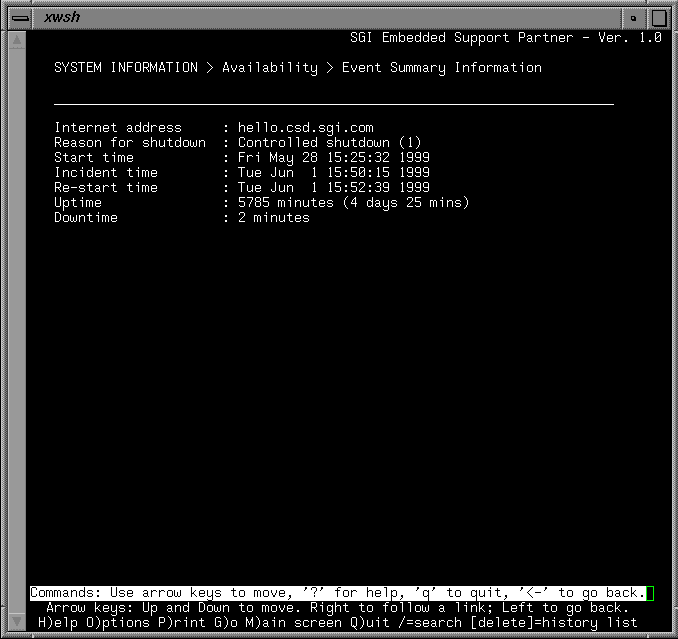 xwsh
SGI Embedded Support Partner - Ver. 1.0
SYSTEM INFORMATION > Availability > Event Summary Information
Internet address : hello.csd.sgi.com
Reason for shutdown : Controlled shutdown (1)
Start time : Fri May 28 15:25:32 1999
Incident time : Tue Jun 1 15:50:15 1999
Re-start time : Tue Jun 1 15:52:39 1999
Uptime : 5785 minutes (4 days 25 mins)
Downtime : 2 minutes
Commands: Use arrow keys to move, '?' for help, 'q' to quit, '<-' to go back.
Arrow keys: Up and Down to move. Right to follow a link; Left to go back.
H)elp O)ptions P)rint G)o M)ain screen Q)uit /=search [delete]=history list